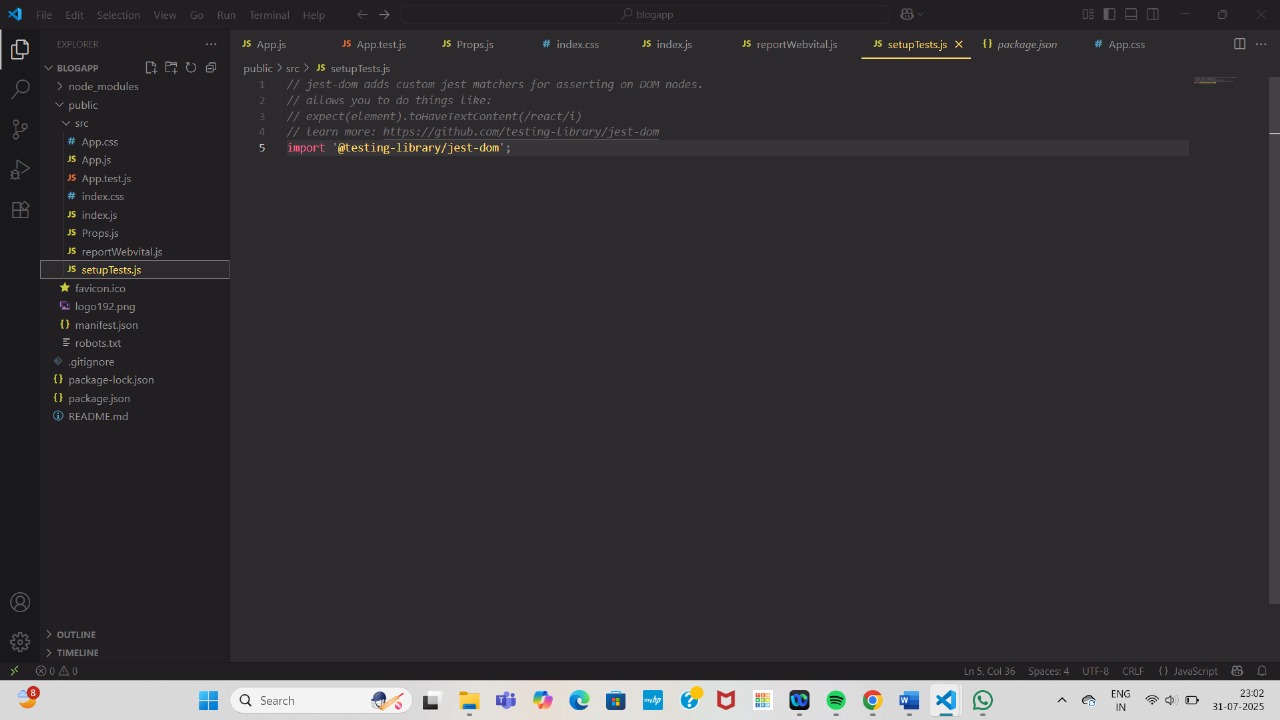 File Edit Selection View Go Run Terminal Help
blogapp
EXPLORER
BLOGAPP
node_modules
public
src
App.css
App.js
App.test.js
index.css
index.js
Props.js
reportWebvital.js
setupTests.js
favicon.ico
logo192.png
manifest.json
robots.txt
.gitignore
package-lock.json
package.json
README.md
OUTLINE
TIMELINE
App.js App.test.js Props.js index.css index.js reportWebvital.js setupTests.js package.json App.css
public > src > JS setupTests.js
1 // jest-dom adds custom jest matchers for asserting on DOM nodes.
2 // allows you to do things like:
3 // expect(element).toHaveTextContent(/react/i)
4 // learn more: https://github.com/testing-library/jest-dom
5 import '@testing-library/jest-dom';
0 0
Ln 5, Col 36 Spaces: 4 UTF-8 CRLF {} JavaScript
8
Search
ENG
IN
23:02
31-07-2025